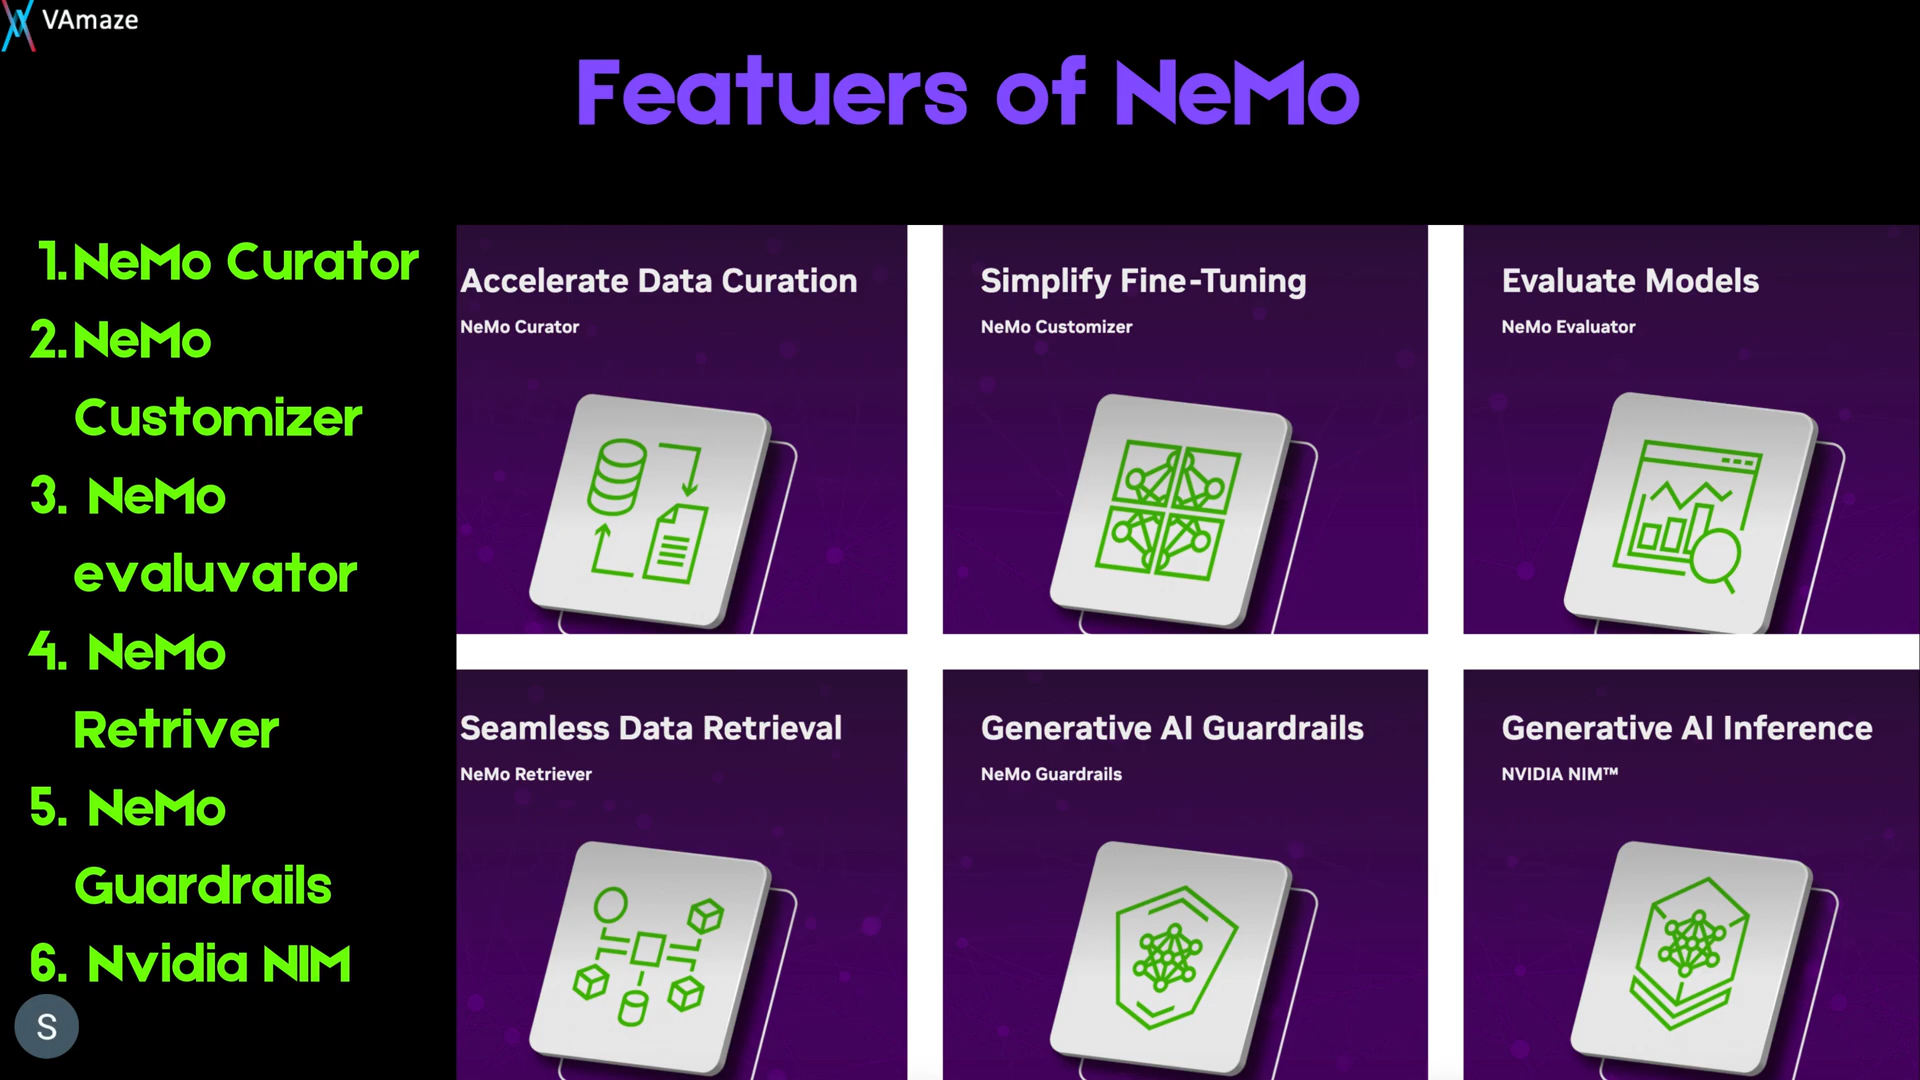 VAmaze
Featuers of NeMo
1. NeMo Curator
2. NeMo
Customizer
3. NeMo
evaluvator
4. NeMo
Retriver
5. NeMo
Guardrails
6. Nvidia NIM
S
Accelerate Data Curation
NeMo Curator
Simplify Fine-Tuning
NeMo Customizer
Evaluate Models
NeMo Evaluator
Seamless Data Retrieval
NeMo Retriever
Generative AI Guardrails
NeMo Guardrails
Generative AI Inference
NVIDIA NIM™